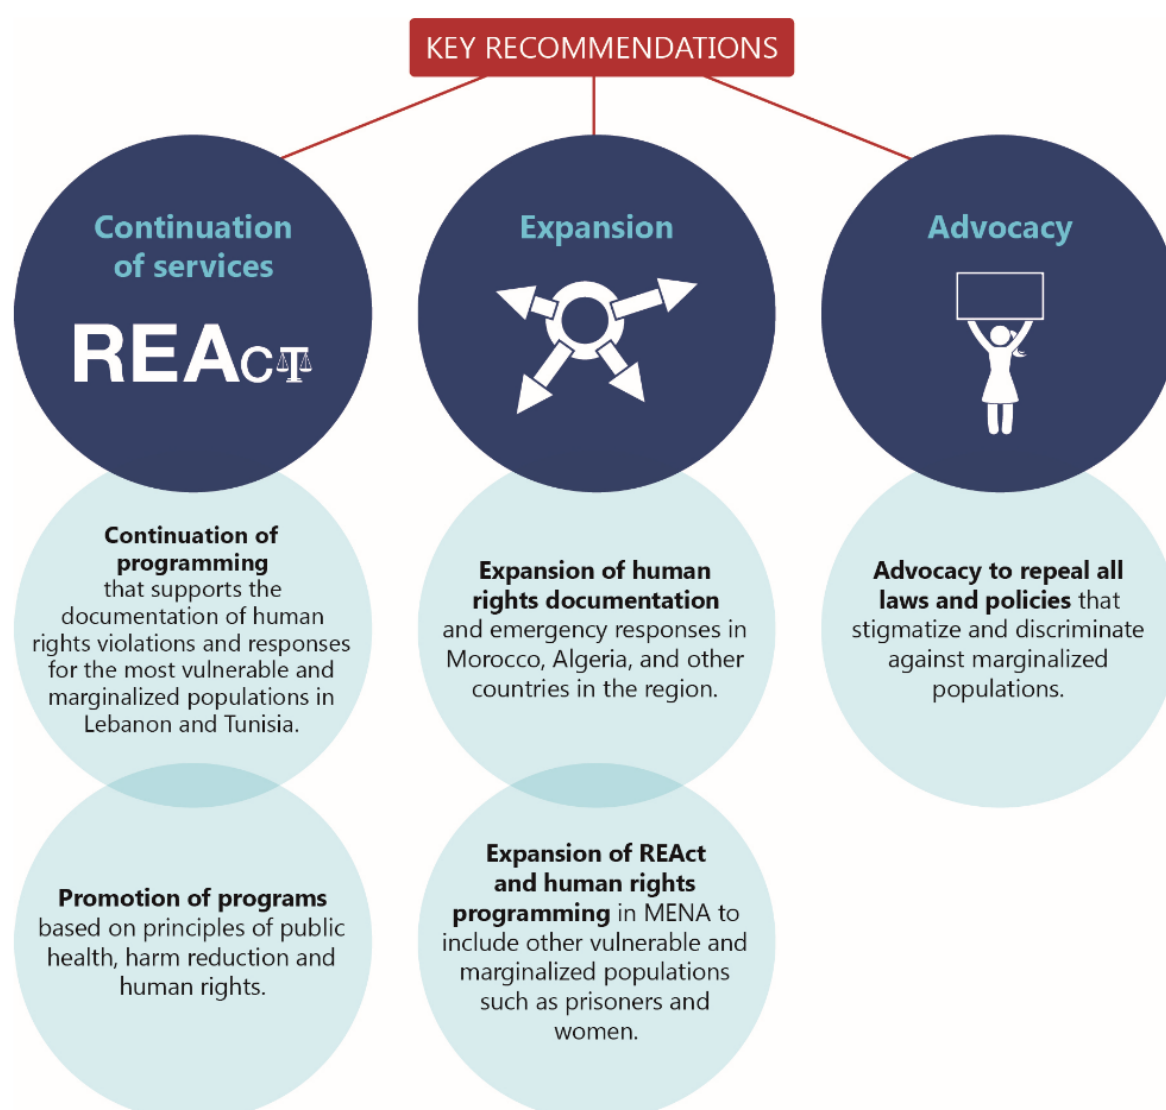 KEY RECOMMENDATIONS
Continuation
of services
REAcT
Continuation of
programming
that supports the
documentation of human
rights violations and responses
for the most vulnerable and
marginalized populations in
Lebanon and Tunisia.
Promotion of programs
based on principles of public
health, harm reduction and
human rights.
Expansion
Expansion of human
rights documentation
and emergency responses in
Morocco, Algeria, and other
countries in the region.
Expansion of REAct
and human rights
programming in MENA to
include other vulnerable and
marginalized populations
such as prisoners and
women.
Advocacy
Advocacy to repeal all
laws and policies that
stigmatize and discriminate
against marginalized
populations.